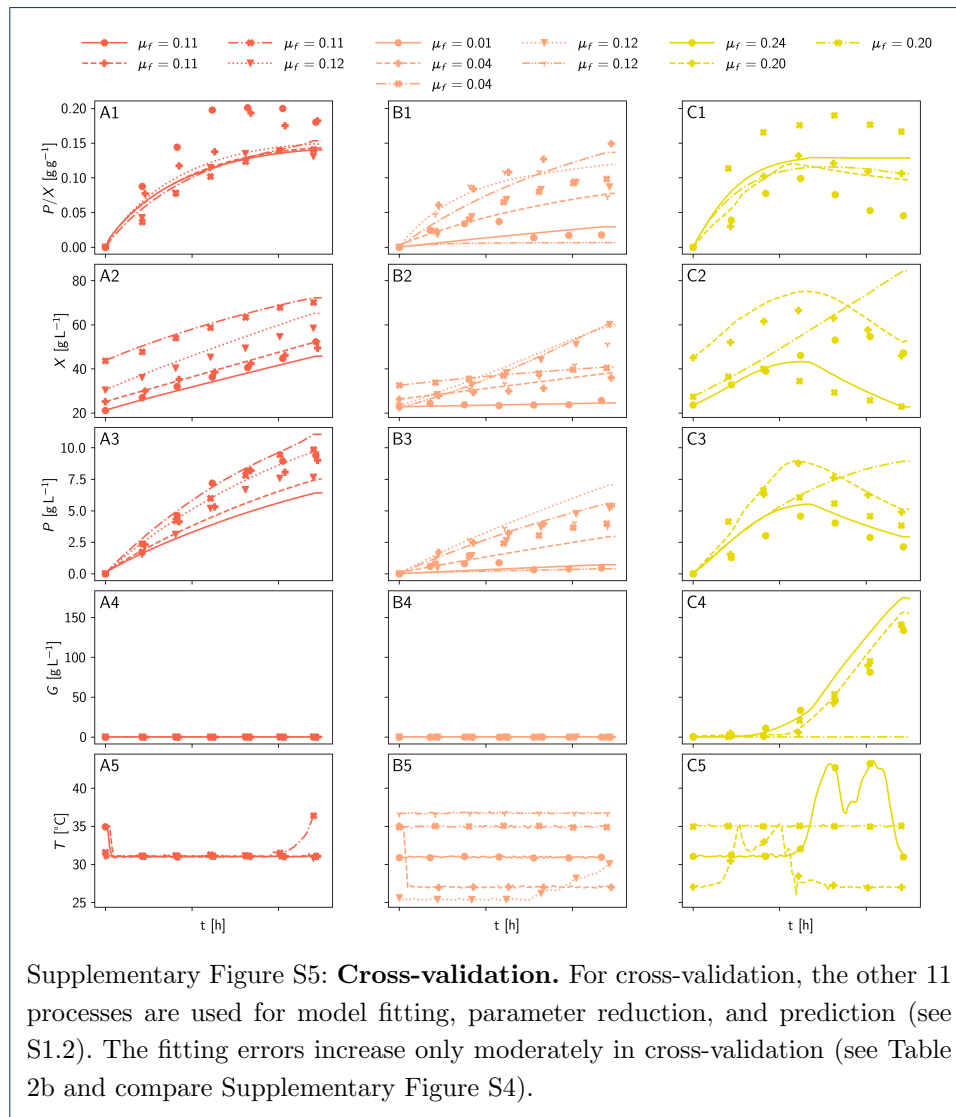 μf = 0.11 μf = 0.11 μf = 0.01 μf = 0.12 μf = 0.24 μf = 0.20
μf = 0.11 μf = 0.12 μf = 0.04 μf = 0.12 μf = 0.20
μf = 0.04
A1 B1 C1
P/X [g g⁻¹]
0.20
0.15
0.10
0.05
0.00
A2 B2 C2
X [g L⁻¹]
80
60
40
20
A3 B3 C3
P [g L⁻¹]
10.0
7.5
5.0
2.5
0.0
A4 B4 C4
G [g L⁻¹]
150
100
50
0
A5 B5 C5
T [°C]
40
35
30
25
t [h] t [h] t [h]
Supplementary Figure S5: Cross-validation. For cross-validation, the other 11
processes are used for model fitting, parameter reduction, and prediction (see
S1.2). The fitting errors increase only moderately in cross-validation (see Table
2b and compare Supplementary Figure S4).